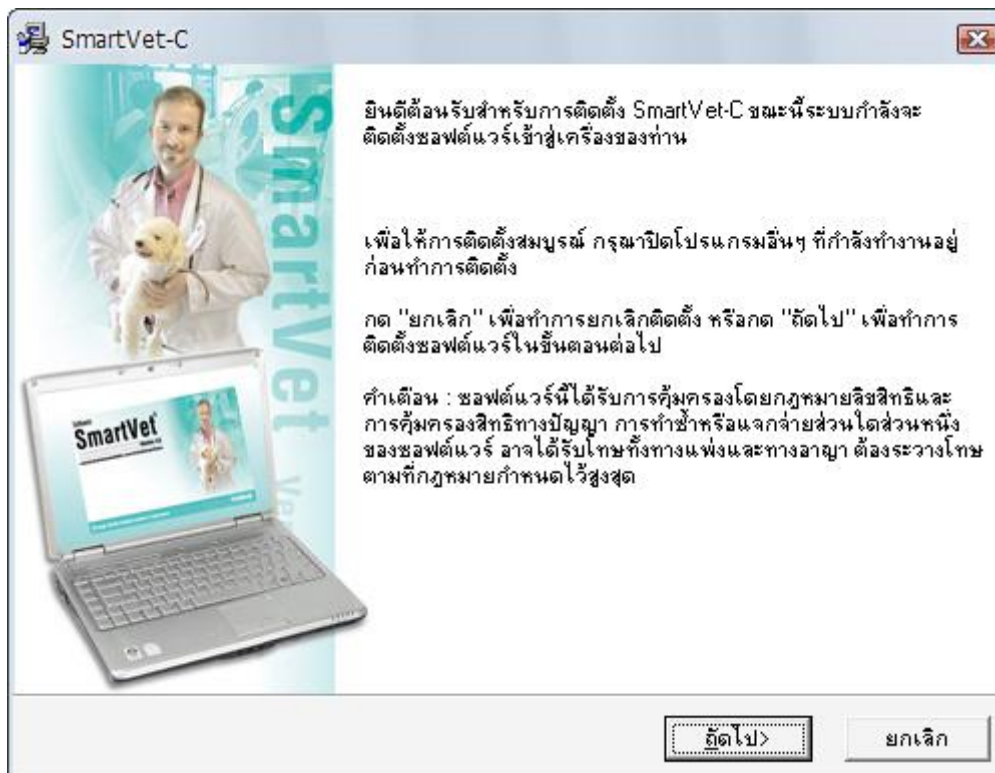 SmartVet-C
SmartVet
ยินดีต้อนรับสำหรับการติดตั้ง SmartVet-C ขณะนี้ระบบกำลังจะ
ติดตั้งซอฟต์แวร์เข้าสู่เครื่องของท่าน
เพื่อให้การติดตั้งสมบูรณ์ กรุณาปิดโปรแกรมอื่นๆ ที่กำลังทำงานอยู่
ก่อนทำการติดตั้ง
กด "ยกเลิก" เพื่อทำการยกเลิกติดตั้ง หรือกด "ถัดไป" เพื่อทำการ
ติดตั้งซอฟต์แวร์ในขั้นตอนต่อไป
คำเตือน : ซอฟต์แวร์นี้ได้รับการคุ้มครองโดยกฎหมายลิขสิทธิและ
การคุ้มครองสิทธิทางปัญญา การทำซ้ำหรือแจกจ่ายส่วนใดส่วนหนึ่ง
ของซอฟต์แวร์ อาจได้รับโทษทั้งทางแพ่งและทางอาญา ต้องระวางโทษ
ตามที่กฎหมายกำหนดไว้สูงสุด
SmartVet
ถัดไป>
ยกเลิก